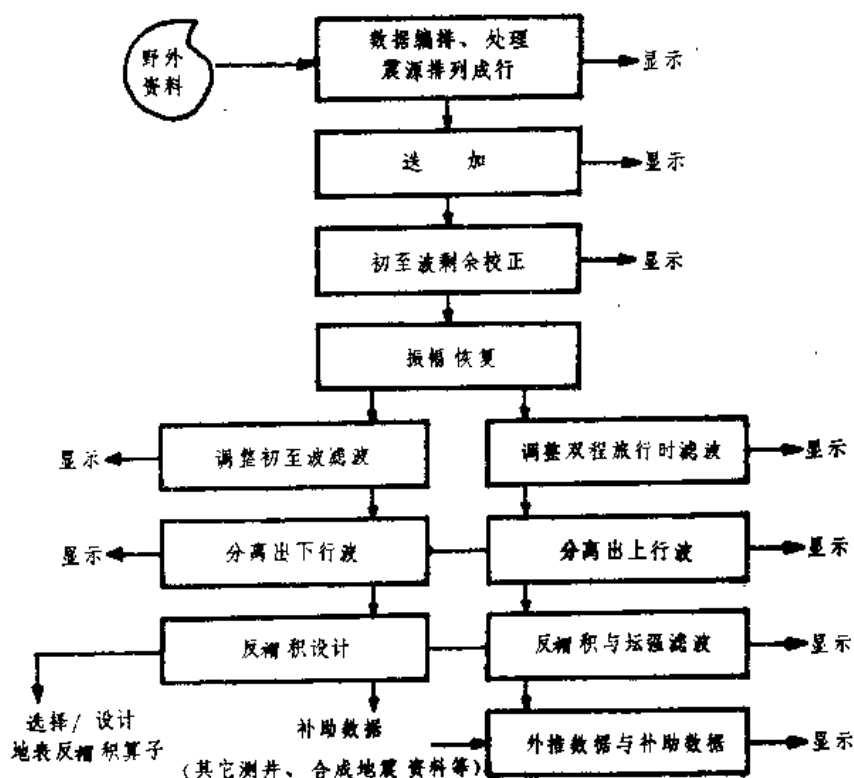 野外
资料
数据编排、处理
震源排列成行
显示
迭 加
显示
初至波剩余校正
显示
振幅恢复
显示
调整初至波滤波
调整双程旅行时滤波
显示
显示
分离出下行波
分离出上行波
显示
反褶积设计
反褶积与坛强滤波
显示
选择/设计
地表反褶积算子
补助数据
(其它测井、合成地震资料等)
外推数据与补助数据
显示